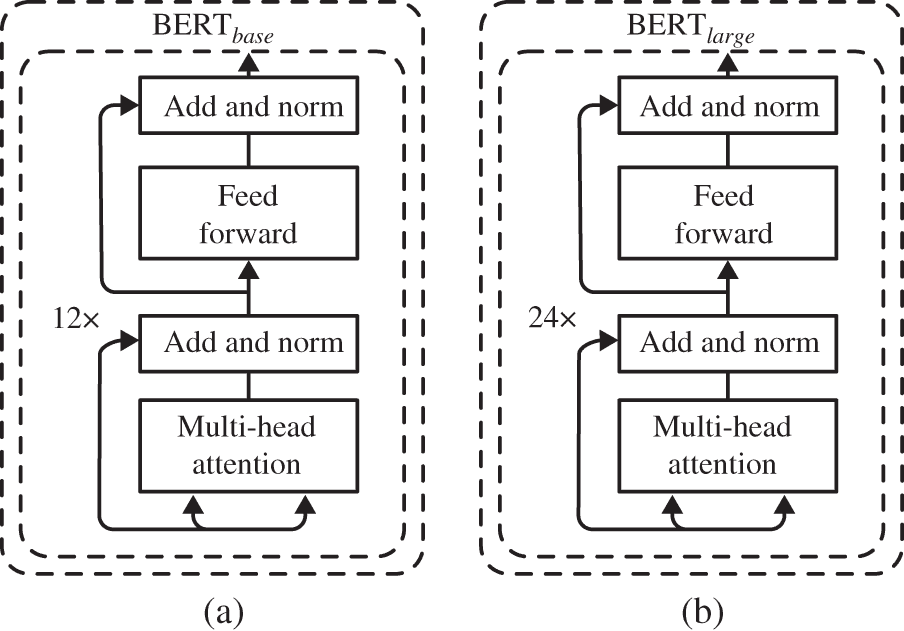 BERTbase
Add and norm
Feed
forward
12×
Add and norm
Multi-head
attention
(a)
BERTlarge
Add and norm
Feed
forward
24×
Add and norm
Multi-head
attention
(b)